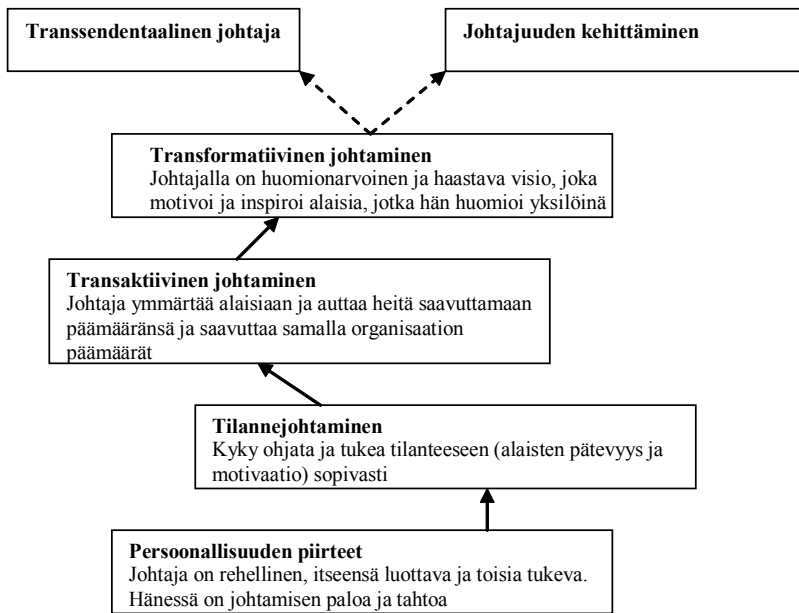 Transsendentaalinen johtaja
Johtajuuden kehittäminen
Transformatiivinen johtaminen
Johtajalla on huomionarvoinen ja haastava visio, joka
motivoi ja inspiroi alaisia, jotka hän huomioi yksilöinä
Transaktiivinen johtaminen
Johtaja ymmärtää alaisiaan ja auttaa heitä saavuttamaan
päämääränsä ja saavuttaa samalla organisaation
päämäärät
Tilannejohtaminen
Kyky ohjata ja tukea tilanteeseen (alaisten pätevyys ja
motivaatio) sopivasti
Persoonallisuuden piirteet
Johtaja on rehellinen, itseensä luottava ja toisia tukeva.
Hänessä on johtamisen paloa ja tahtoa